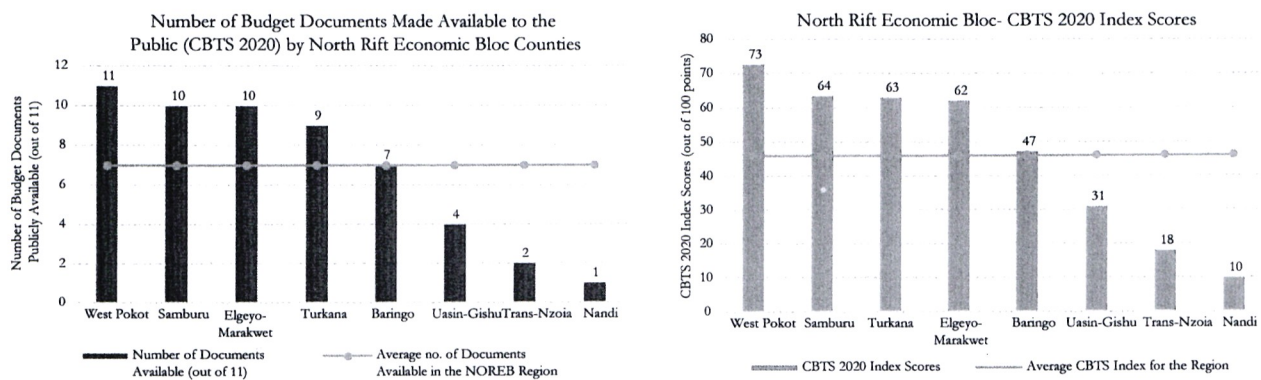 Number of Budget Documents Made Available to the
Public (CBTS 2020) by North Rift Economic Bloc Counties
Number of Budget Documents
Publicly Available (out of 11)
12
10
8
6
4
2
0
11
10
10
9
7
4
2
1
West Pokot
Samburu
Elgeyo-
Marakwet
Turkana
Baringo
Uasin-Gishu
Trans-Nzoia
Nandi
Number of Documents
Available (out of 11)
Average no. of Documents
Available in the NOREB Region
North Rift Economic Bloc- CBTS 2020 Index Scores
CBTS 2020 Index Scores (out of 100 points)
80
70
60
50
40
30
20
10
0
73
64
63
62
47
31
18
10
West Pokot
Samburu
Turkana
Elgeyo-
Marakwet
Baringo
Uasin-Gishu
Trans-Nzoia
Nandi
CBTS 2020 Index Scores
Average CBTS Index for the Region